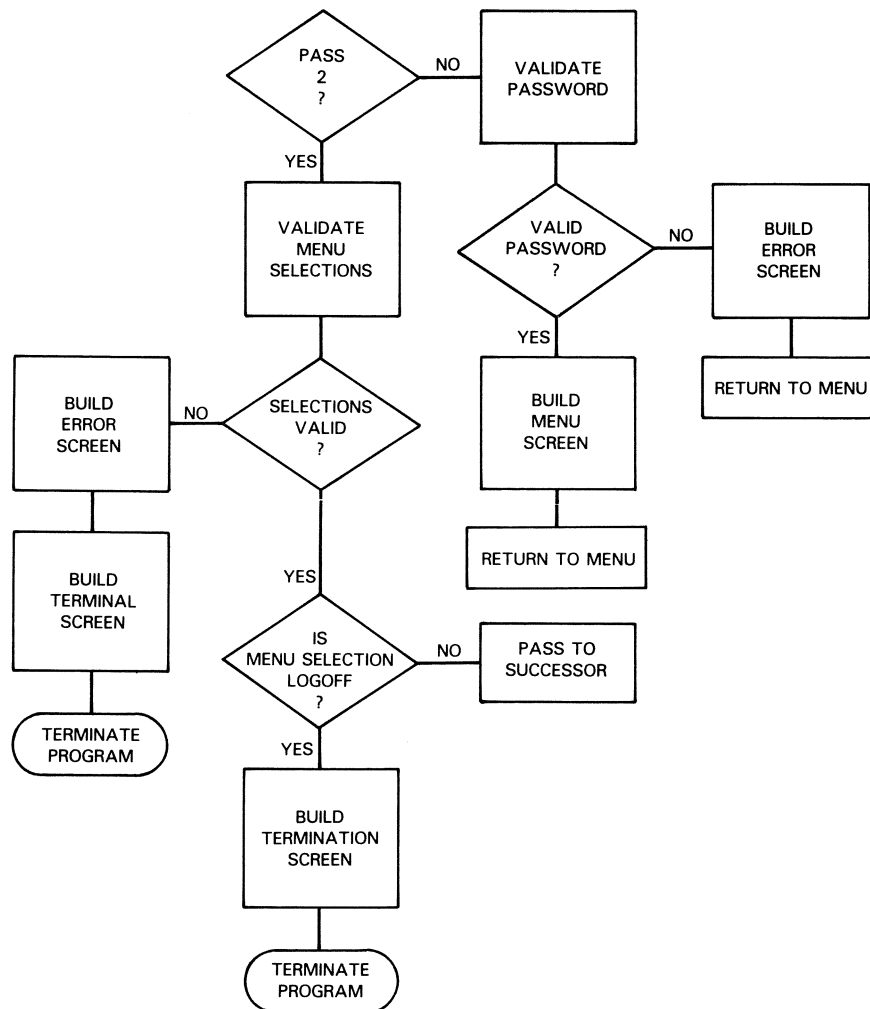 PASS
2
?
NO
VALIDATE
PASSWORD
YES
VALIDATE
MENU
SELECTIONS
VALID
PASSWORD
?
NO
BUILD
ERROR
SCREEN
YES
RETURN TO MENU
BUILD
MENU
SCREEN
RETURN TO MENU
SELECTIONS
VALID
?
NO
BUILD
ERROR
SCREEN
BUILD
TERMINAL
SCREEN
TERMINATE
PROGRAM
YES
IS
MENU SELECTION
LOGOFF
?
NO
PASS TO
SUCCESSOR
YES
BUILD
TERMINATION
SCREEN
TERMINATE
PROGRAM